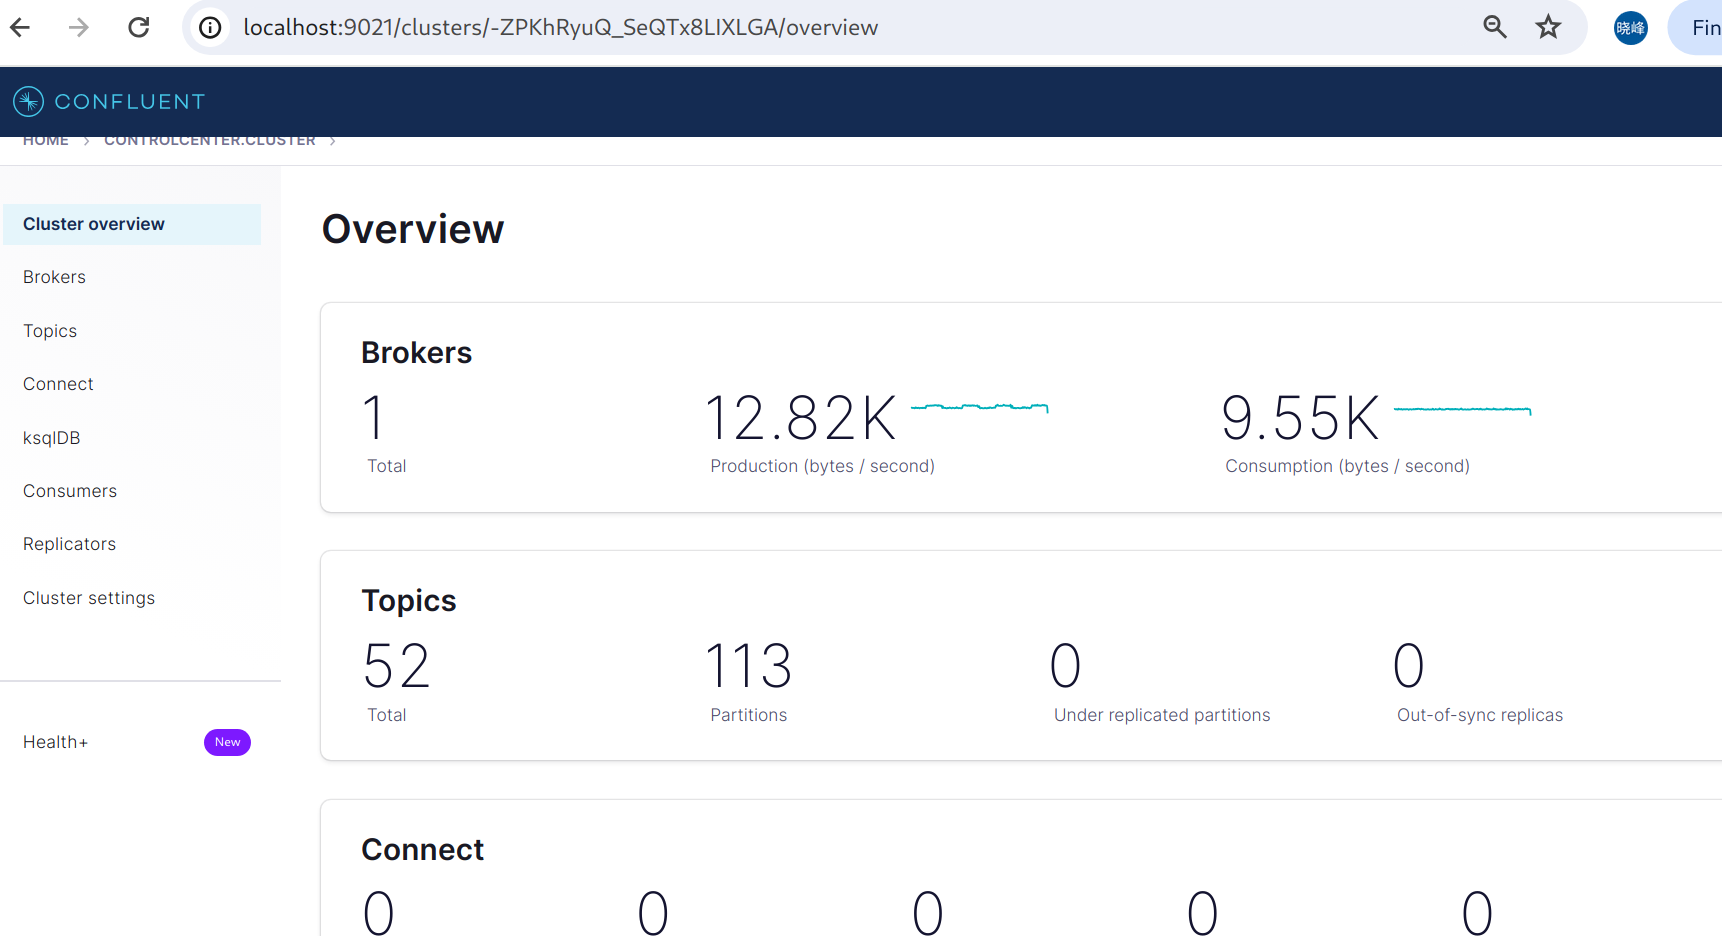 localhost:9021/clusters/-ZPKhRyuQ_SeQTx8LIXLGA/overview
晓峰
Fin
CONFLUENT
HOME > CONTROLCENTER.CLUSTER >
Cluster overview
Brokers
Topics
Connect
ksqlDB
Consumers
Replicators
Cluster settings
Health+
New
Overview
Brokers
1
Total
12.82K
Production (bytes / second)
9.55K
Consumption (bytes / second)
Topics
52
Total
113
Partitions
0
Under replicated partitions
0
Out-of-sync replicas
Connect
0 0 0 0 0